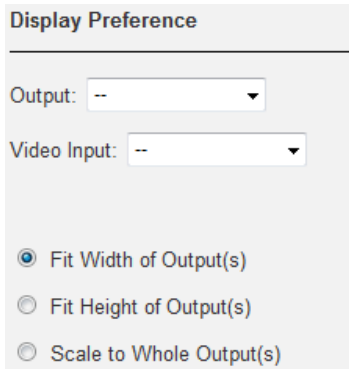 Display Preference
Output: --
Video Input: --
Fit Width of Output(s)
Fit Height of Output(s)
Scale to Whole Output(s)